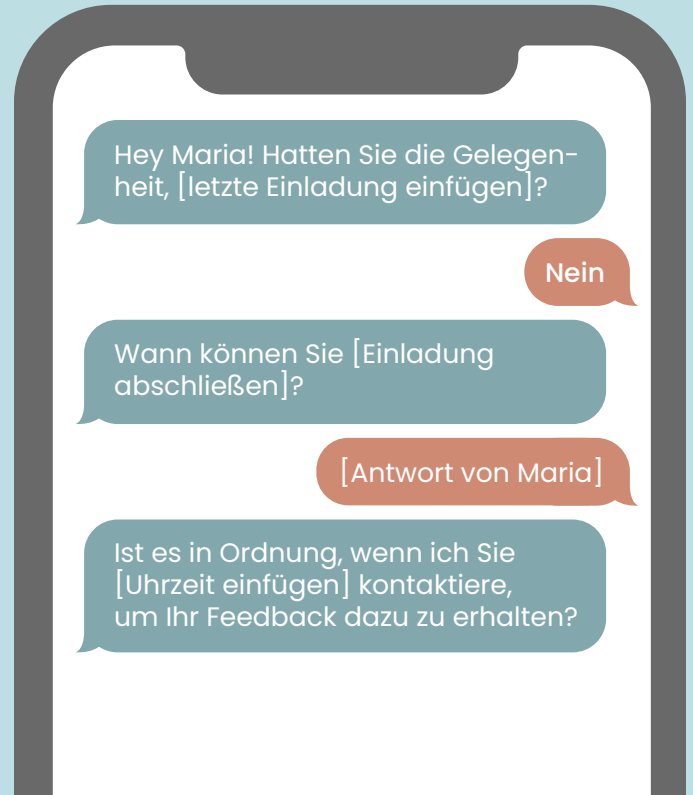 Hey Maria! Hatten Sie die Gelegen-
heit, [letzte Einladung einfügen]?
Nein
Wann können Sie [Einladung
abschließen]?
[Antwort von Maria]
Ist es in Ordnung, wenn ich Sie
[Uhrzeit einfügen] kontaktiere,
um Ihr Feedback dazu zu erhalten?